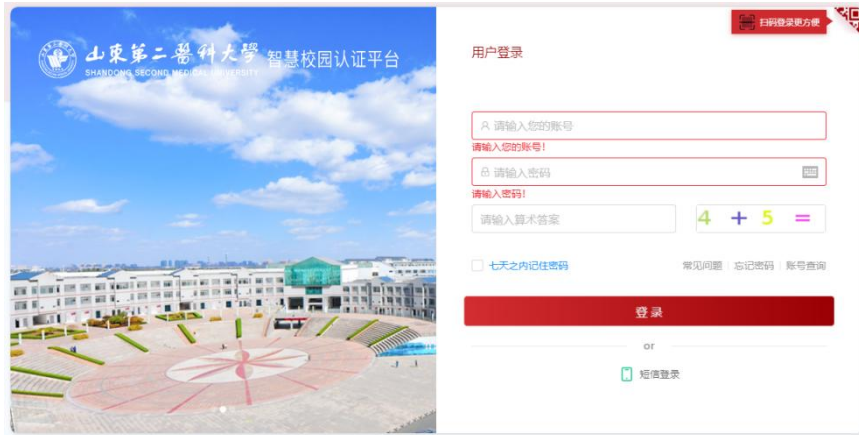 山東第二醫科大學 智慧校园认证平台
SHANDONG SECOND MEDICAL UNIVERSITY
扫码登录更方便
用户登录
请输入您的账号
请输入您的账号!
请输入密码
请输入密码!
请输入算术答案 4 + 5 =
七天之内记住密码 常见问题 忘记密码 账号查询
登录
or
短信登录